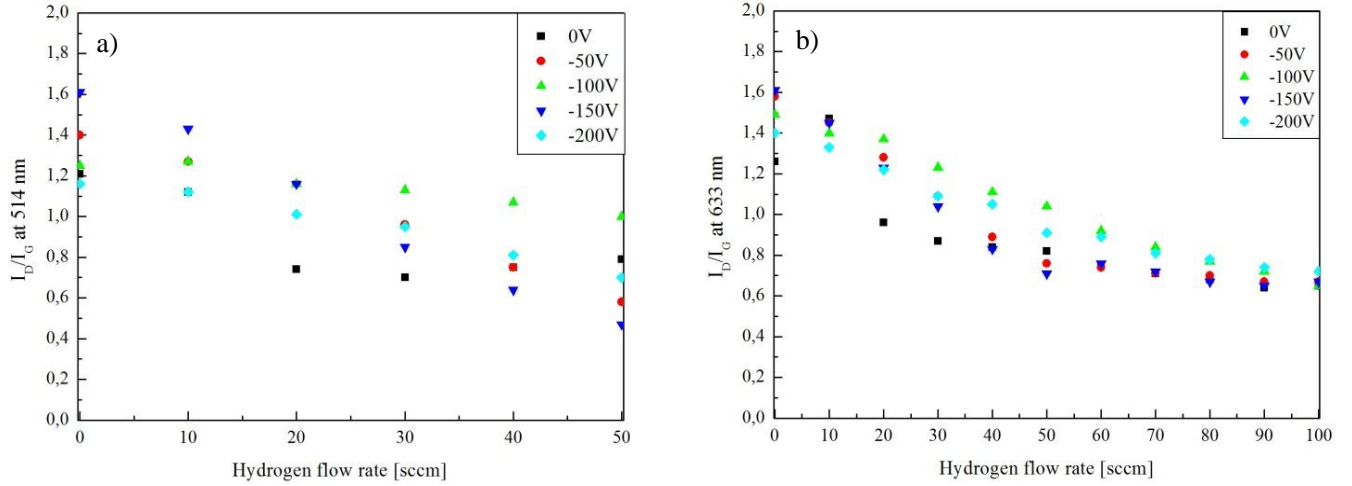 a)
0V
-50V
-100V
-150V
-200V
I_D/I_G at 514 nm
2,0
1,8
1,6
1,4
1,2
1,0
0,8
0,6
0,4
0,2
0,0
0 10 20 30 40 50
Hydrogen flow rate [sccm]
b)
0V
-50V
-100V
-150V
-200V
I_D/I_G at 633 nm
2,0
1,8
1,6
1,4
1,2
1,0
0,8
0,6
0,4
0,2
0,0
0 10 20 30 40 50 60 70 80 90 100
Hydrogen flow rate [sccm]